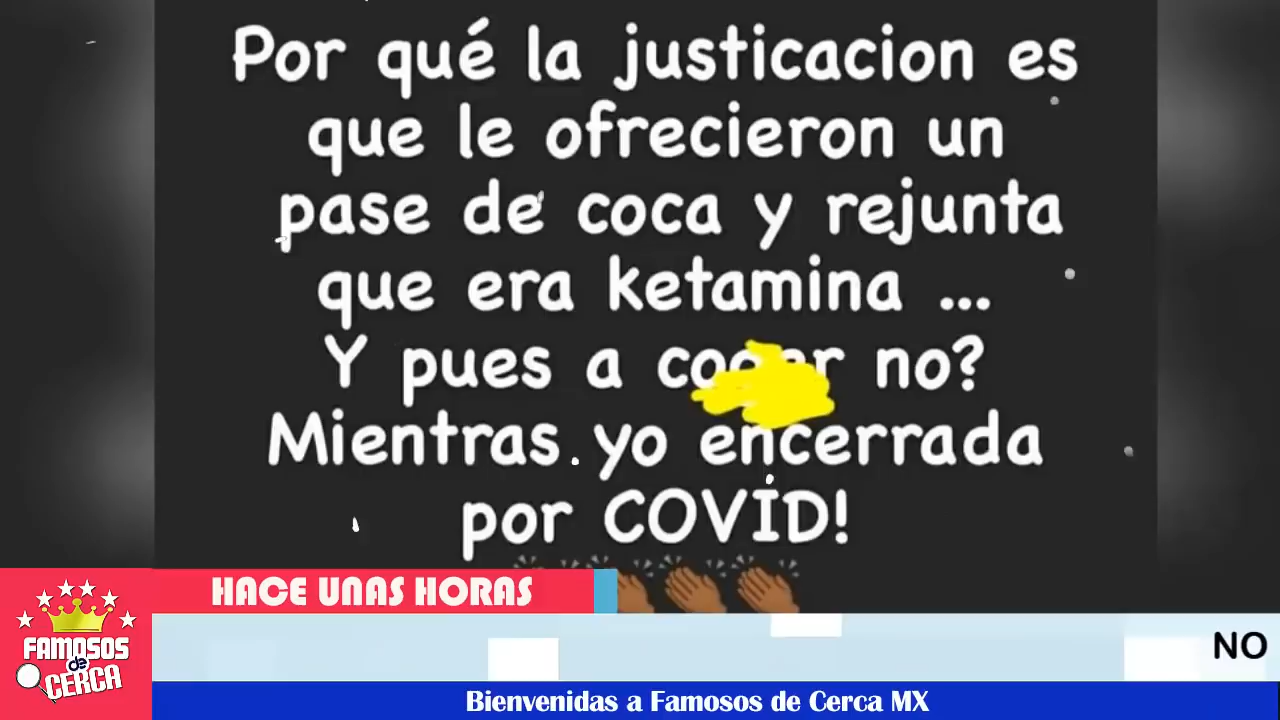 Por qué la justicacion es
que le ofrecieron un
pase de coca y rejunta
que era ketamina ...
Y pues a no?
Mientras yo encerrada
por COVID!
HACE UNAS HORAS
FAMOSOS
de
CERCA
NO
Bienvenidas a Famosos de Cerca MX